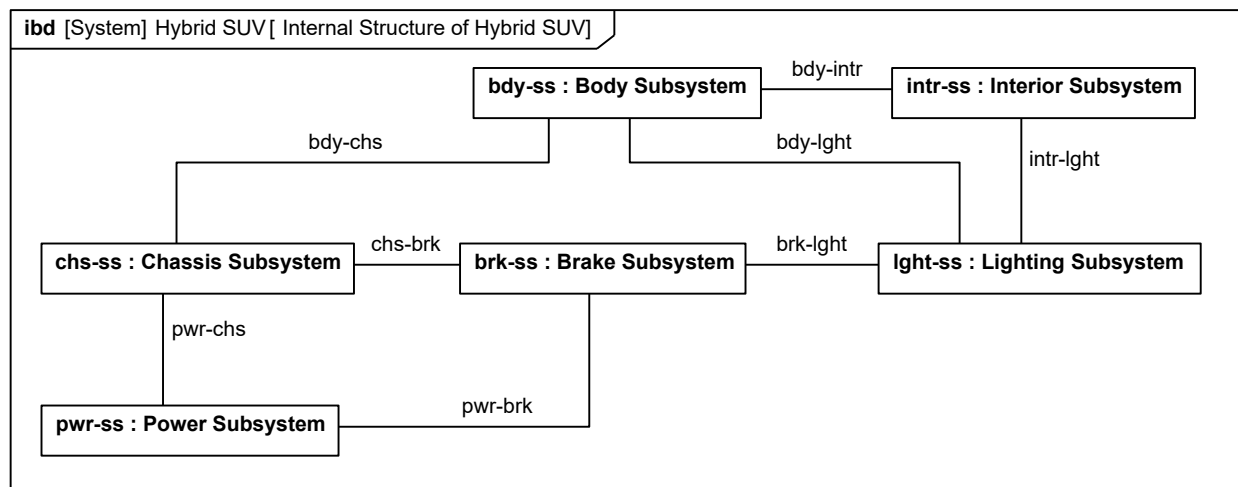 ibd [System] Hybrid SUV [ Internal Structure of Hybrid SUV]
bdy-ss : Body Subsystem
bdy-intr
intr-ss : Interior Subsystem
bdy-chs
bdy-lght
intr-lght
chs-ss : Chassis Subsystem
chs-brk
brk-ss : Brake Subsystem
brk-lght
lght-ss : Lighting Subsystem
pwr-chs
pwr-ss : Power Subsystem
pwr-brk